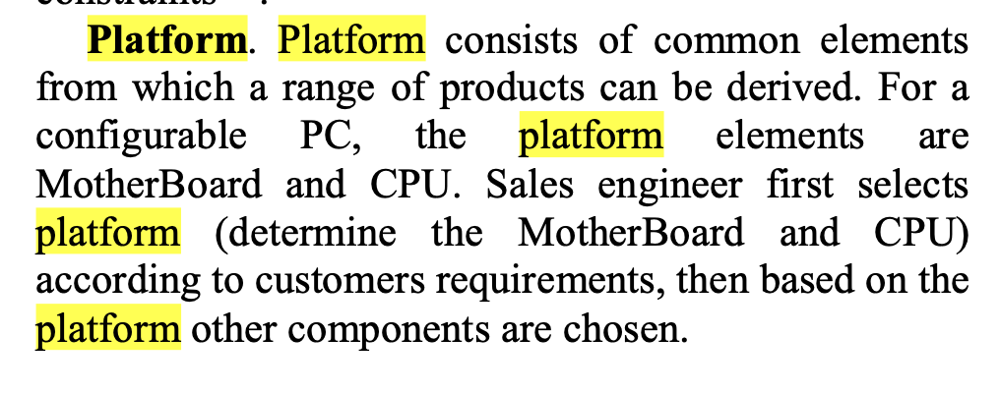 Platform. Platform consists of common elements
from which a range of products can be derived. For a
configurable PC, the platform elements are
MotherBoard and CPU. Sales engineer first selects
platform (determine the MotherBoard and CPU)
according to customers requirements, then based on the
platform other components are chosen.